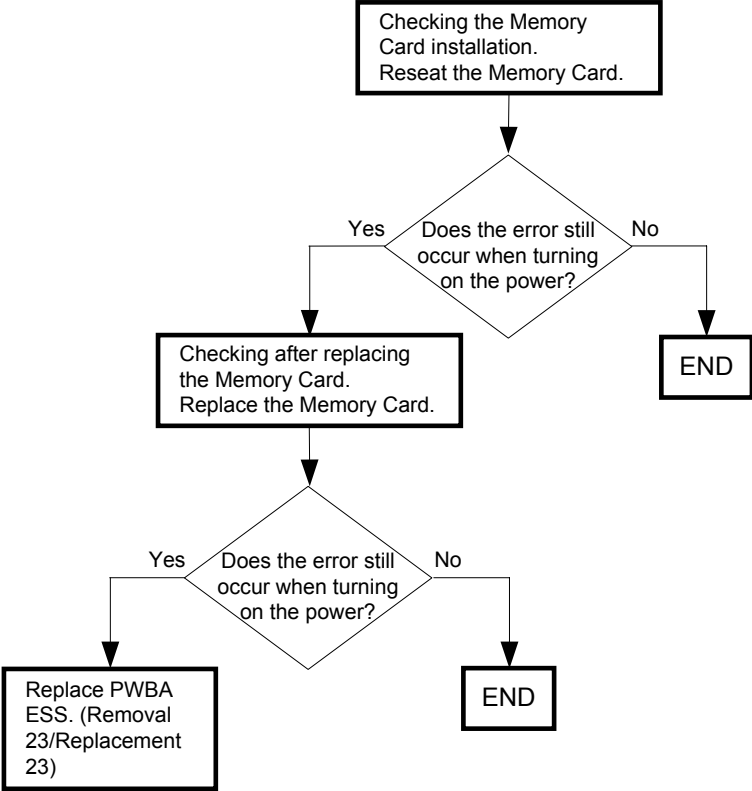 Checking the Memory
Card installation.
Reseat the Memory Card.
Yes
Does the error still
occur when turning
on the power?
No
END
Checking after replacing
the Memory Card.
Replace the Memory Card.
Yes
Does the error still
occur when turning
on the power?
No
END
Replace PWBA
ESS. (Removal
23/Replacement
23)